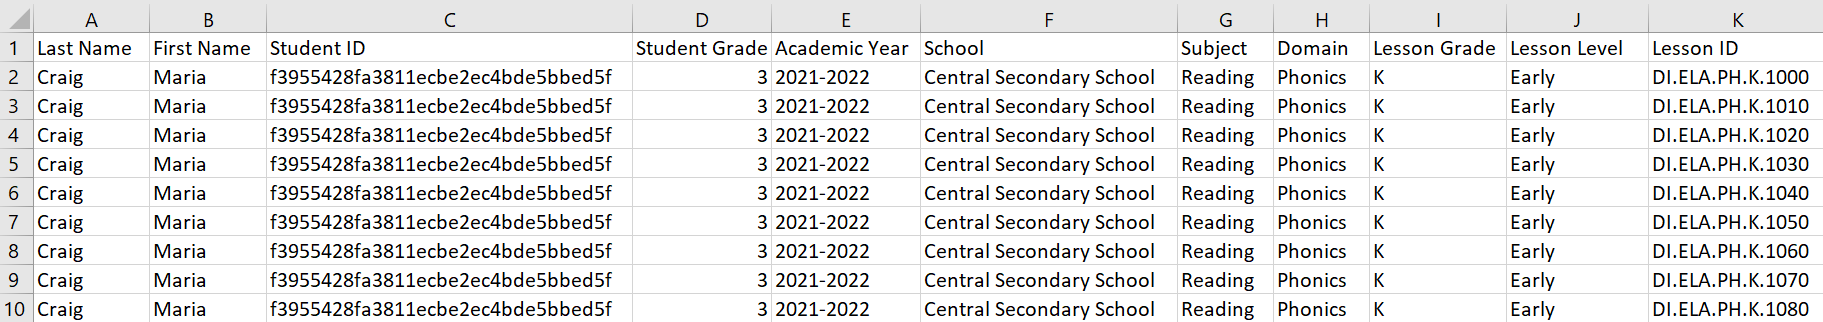 A B C D E F G H I J K
1 Last Name First Name Student ID Student Grade Academic Year School Subject Domain Lesson Grade Lesson Level Lesson ID
2 Craig Maria f3955428fa3811ecbe2ec4bde5bbed5f 3 2021-2022 Central Secondary School Reading Phonics K Early DI.ELA.PH.K.1000
3 Craig Maria f3955428fa3811ecbe2ec4bde5bbed5f 3 2021-2022 Central Secondary School Reading Phonics K Early DI.ELA.PH.K.1010
4 Craig Maria f3955428fa3811ecbe2ec4bde5bbed5f 3 2021-2022 Central Secondary School Reading Phonics K Early DI.ELA.PH.K.1020
5 Craig Maria f3955428fa3811ecbe2ec4bde5bbed5f 3 2021-2022 Central Secondary School Reading Phonics K Early DI.ELA.PH.K.1030
6 Craig Maria f3955428fa3811ecbe2ec4bde5bbed5f 3 2021-2022 Central Secondary School Reading Phonics K Early DI.ELA.PH.K.1040
7 Craig Maria f3955428fa3811ecbe2ec4bde5bbed5f 3 2021-2022 Central Secondary School Reading Phonics K Early DI.ELA.PH.K.1050
8 Craig Maria f3955428fa3811ecbe2ec4bde5bbed5f 3 2021-2022 Central Secondary School Reading Phonics K Early DI.ELA.PH.K.1060
9 Craig Maria f3955428fa3811ecbe2ec4bde5bbed5f 3 2021-2022 Central Secondary School Reading Phonics K Early DI.ELA.PH.K.1070
10 Craig Maria f3955428fa3811ecbe2ec4bde5bbed5f 3 2021-2022 Central Secondary School Reading Phonics K Early DI.ELA.PH.K.1080